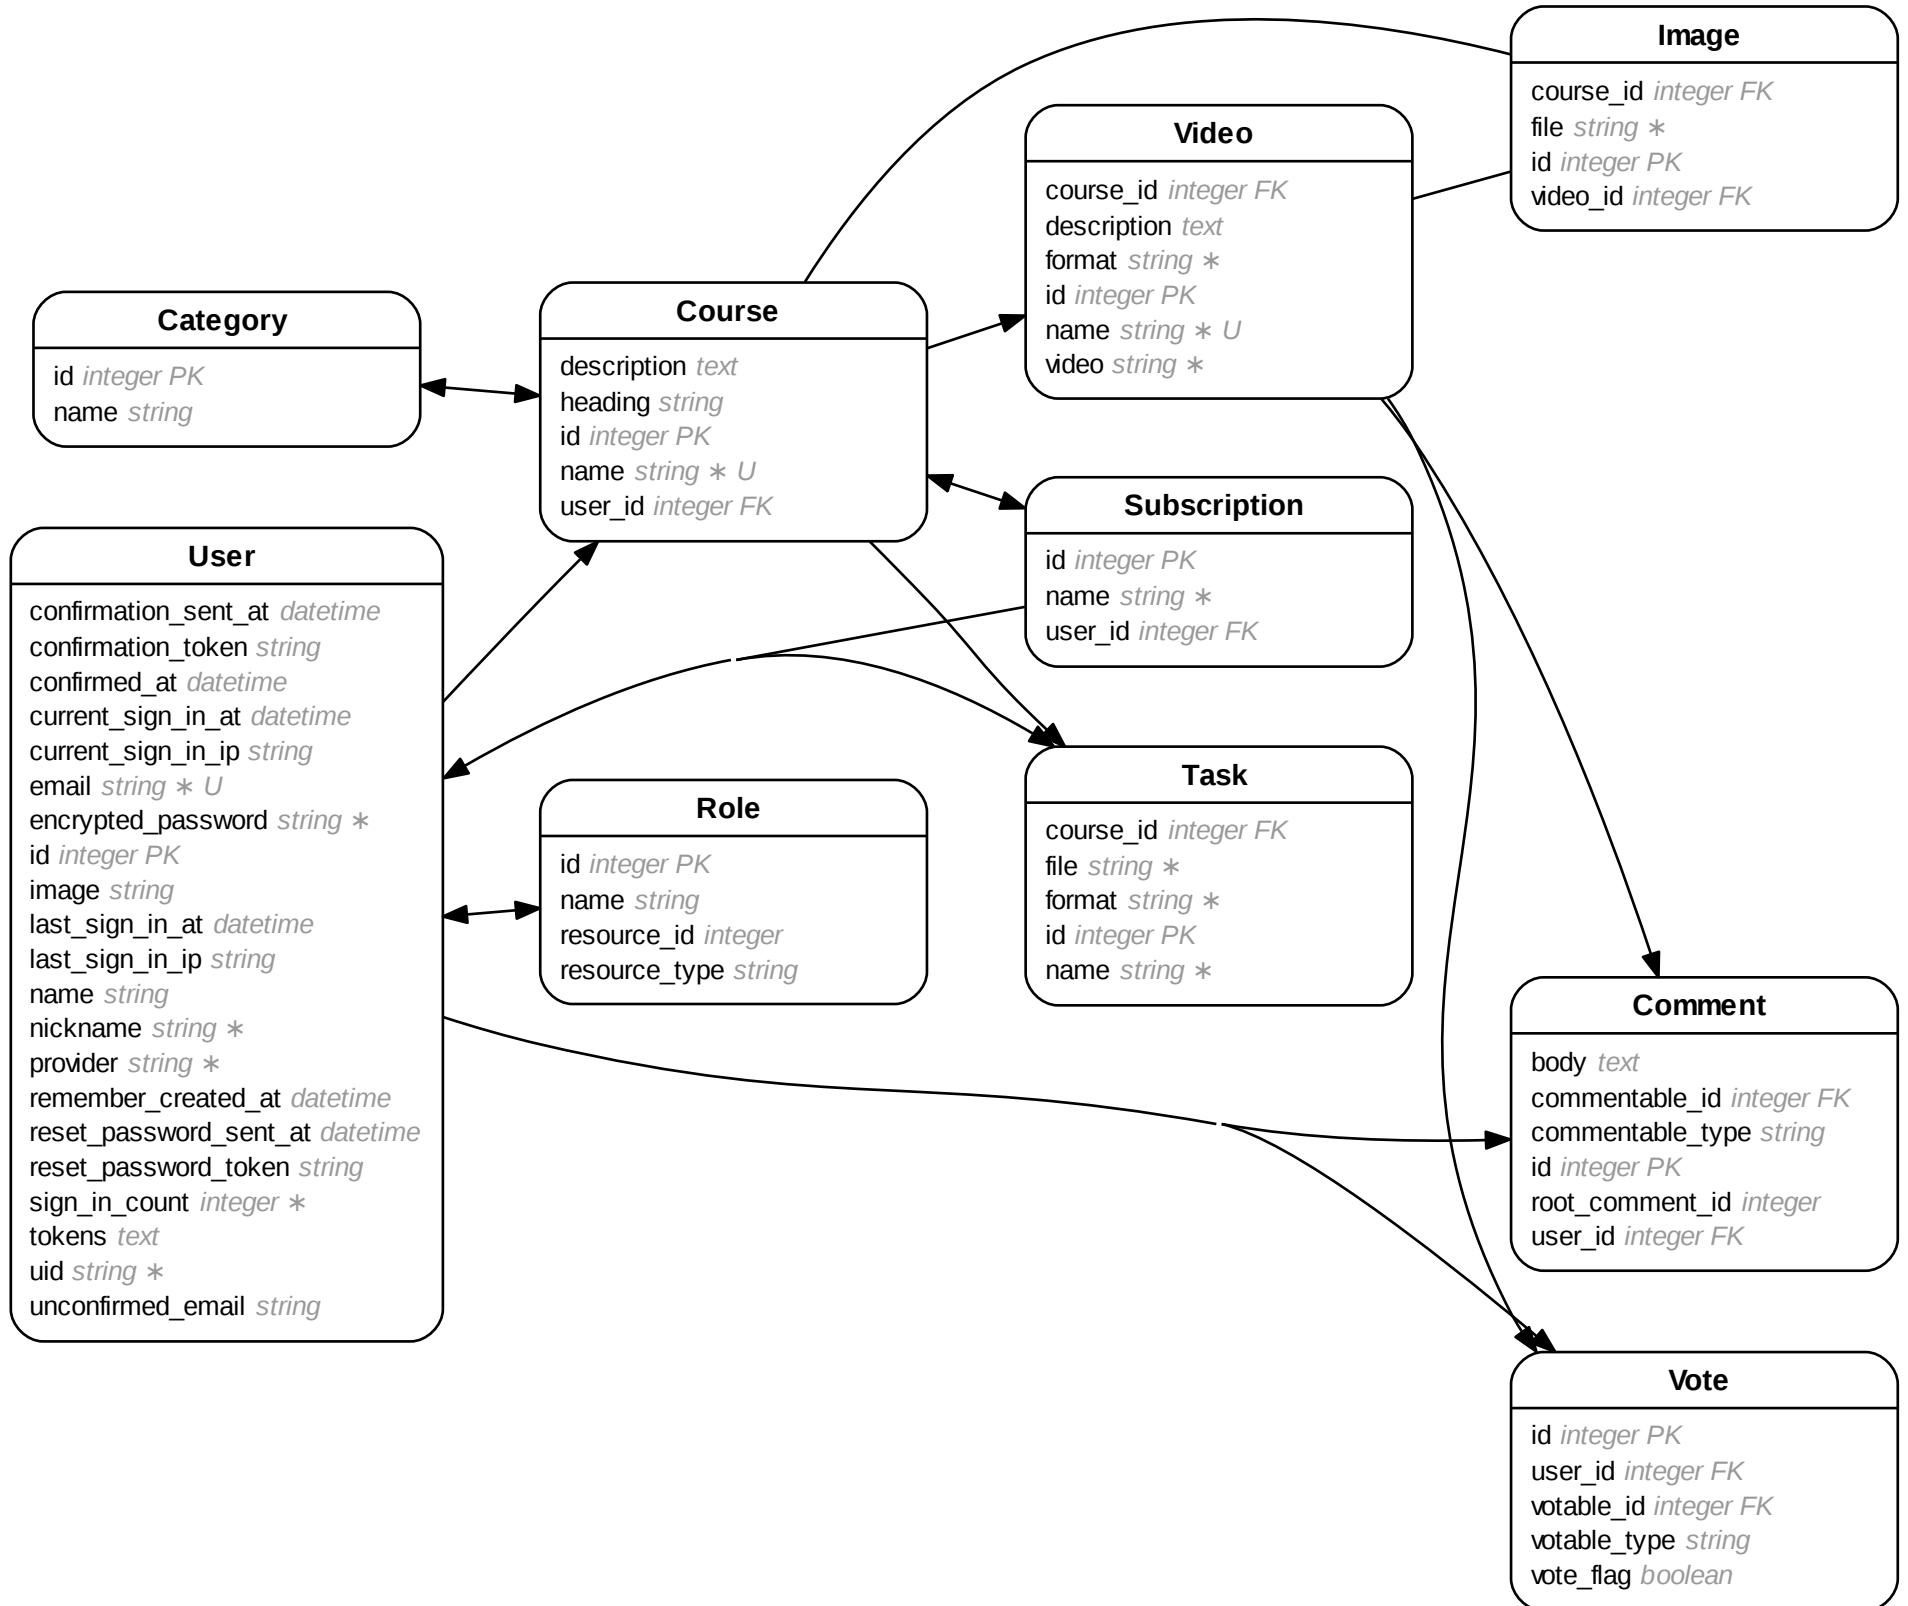 Image
course_id integer FK
file string ∗
id integer PK
video_id integer FK
Video
course_id integer FK
description text
format string ∗
id integer PK
name string ∗ U
video string ∗
Category
id integer PK
name string
Course
description text
heading string
id integer PK
name string ∗ U
user_id integer FK
Subscription
id integer PK
name string ∗
user_id integer FK
User
confirmation_sent_at datetime
confirmation_token string
confirmed_at datetime
current_sign_in_at datetime
current_sign_in_ip string
email string ∗ U
encrypted_password string ∗
id integer PK
image string
last_sign_in_at datetime
last_sign_in_ip string
name string
nickname string ∗
provider string ∗
remember_created_at datetime
reset_password_sent_at datetime
reset_password_token string
sign_in_count integer ∗
tokens text
uid string ∗
unconfirmed_email string
Role
id integer PK
name string
resource_id integer
resource_type string
Task
course_id integer FK
file string ∗
format string ∗
id integer PK
name string ∗
Comment
body text
commentable_id integer FK
commentable_type string
id integer PK
root_comment_id integer
user_id integer FK
Vote
id integer PK
user_id integer FK
votable_id integer FK
votable_type string
vote_flag boolean